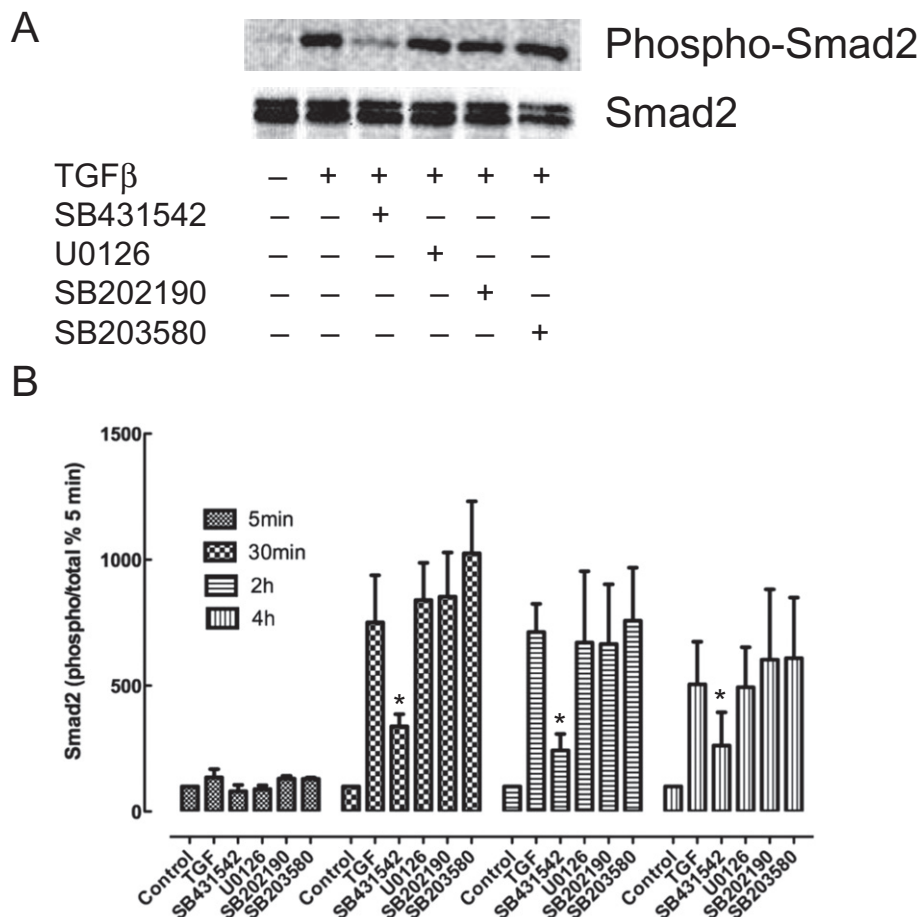 A
Phospho-Smad2
Smad2
TGFβ – + + + + +
SB431542 – – + – – –
U0126 – – – + – –
SB202190 – – – – + –
SB203580 – – – – – +
B
Smad2 (phospho/total % 5 min)
1500
1000
500
0
5min
30min
2h
4h
* * *
Control TGF SB431542 U0126 SB202190 SB203580 Control TGF SB431542 U0126 SB202190 SB203580 Control TGF SB431542 U0126 SB202190 SB203580 Control TGF SB431542 U0126 SB202190 SB203580